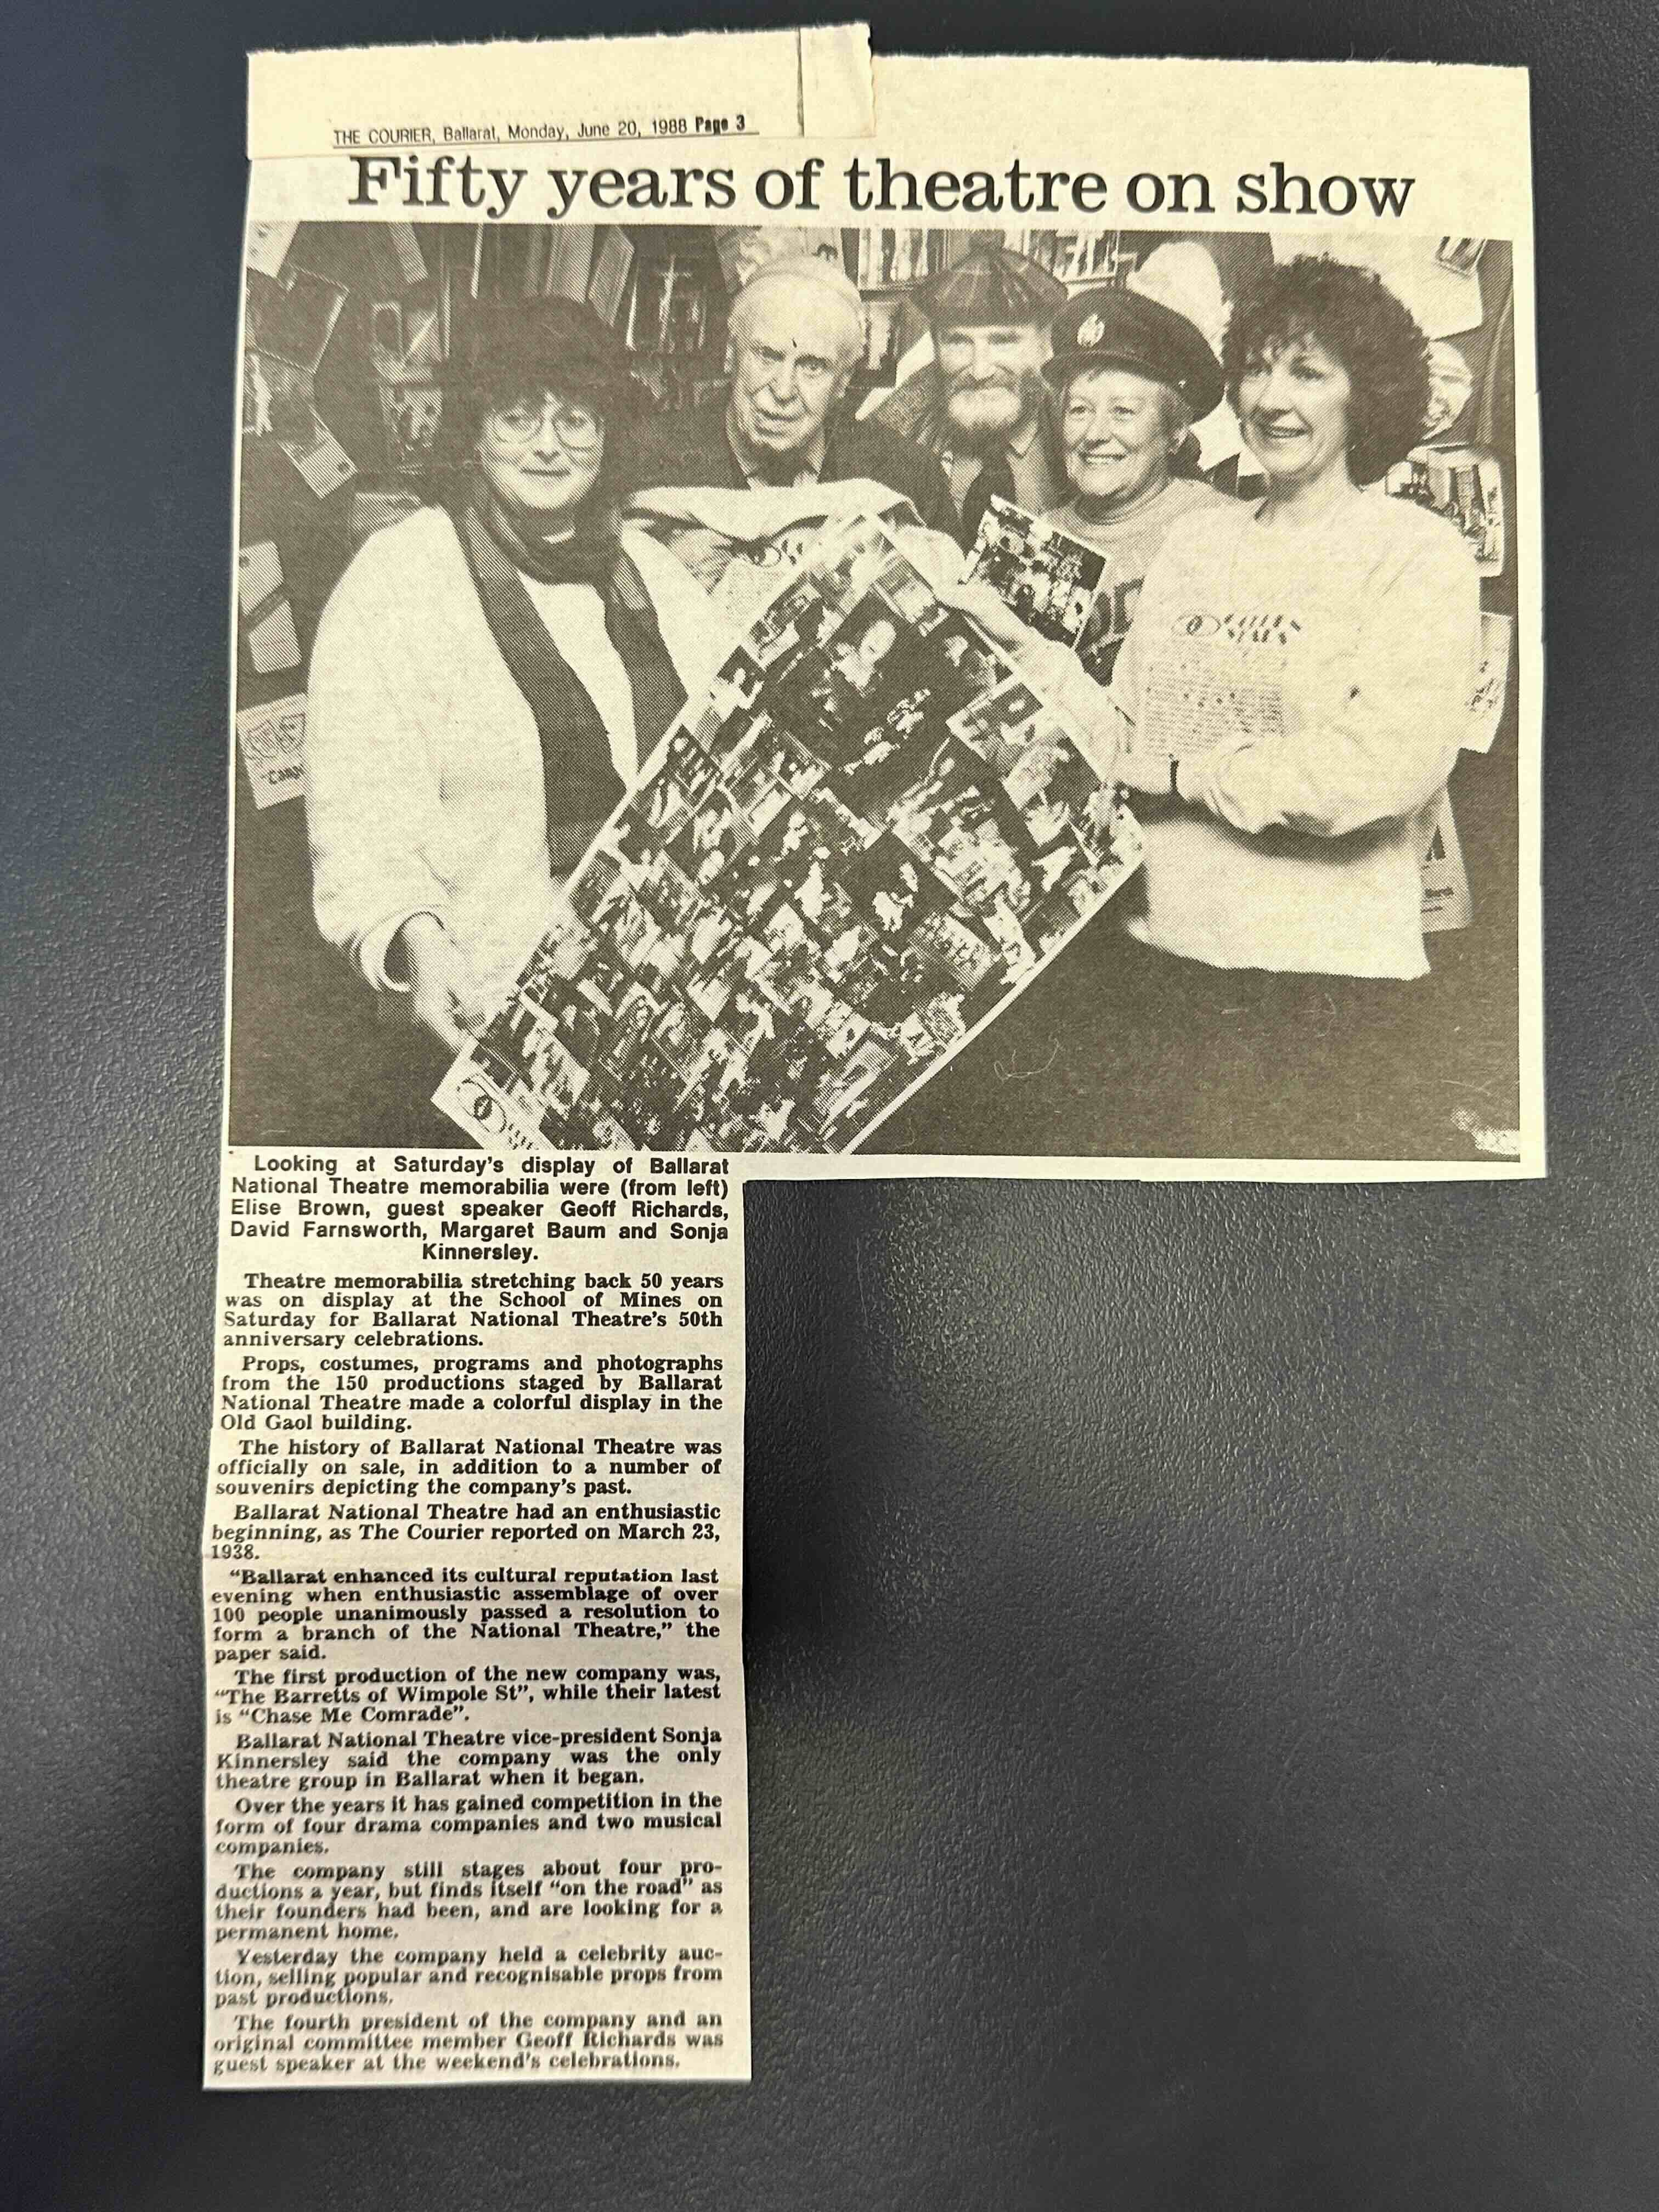 THE COURIER, Ballarat, Monday, June 20, 1988 Page 3
Fifty years of theatre on show
Looking at Saturday's display of Ballarat
National Theatre memorabilia were (from left)
Elise Brown, guest speaker Geoff Richards,
David Farnsworth, Margaret Baum and Sonja
Kinnersley.
Theatre memorabilia stretching back 50 years
was on display at the School of Mines on
Saturday for Ballarat National Theatre's 50th
anniversary celebrations.
Props, costumes, programs and photographs
from the 150 productions staged by Ballarat
National Theatre made a colorful display in the
Old Gaol building.
The history of Ballarat National Theatre was
officially on sale, in addition to a number of
souvenirs depicting the company's past.
Ballarat National Theatre had an enthusiastic
beginning, as The Courier reported on March 23,
1938.
"Ballarat enhanced its cultural reputation last
evening when enthusiastic assemblage of over
100 people unanimously passed a resolution to
form a branch of the National Theatre," the
paper said.
The first production of the new company was,
"The Barretts of Wimpole St", while their latest
is "Chase Me Comrade".
Ballarat National Theatre vice-president Sonja
Kinnersley said the company was the only
theatre group in Ballarat when it began.
Over the years it has gained competition in the
form of four drama companies and two musical
companies.
The company still stages about four pro-
ductions a year, but finds itself "on the road" as
their founders had been, and are looking for a
permanent home.
Yesterday the company held a celebrity auc-
tion, selling popular and recognisable props from
past productions.
The fourth president of the company and an
original committee member Geoff Richards was
guest speaker at the weekend's celebrations.